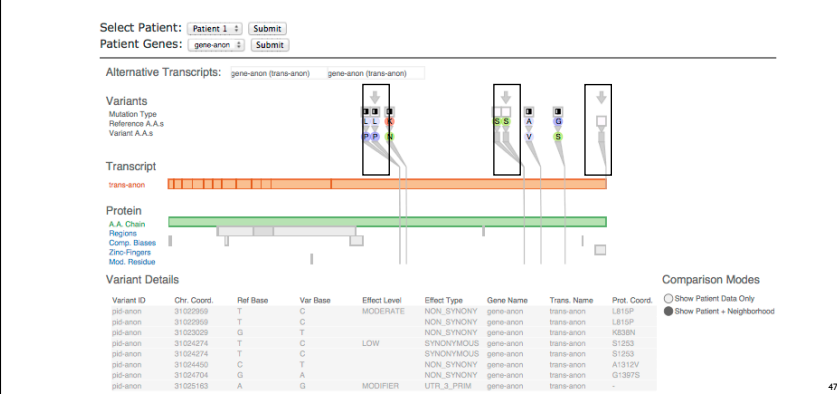 Select Patient: Patient 1 Submit
Patient Genes: gene-anon Submit
Alternative Transcripts: gene-anon (trans-anon) gene-anon (trans-anon)
Variants
Mutation Type
Reference A.A.s L L K S S A G
Variant A.A.s P P N V S
Transcript
trans-anon
Protein
A.A. Chain
Regions
Comp. Biases
Zinc-Fingers
Mod. Residue
Variant Details
Variant ID Chr. Coord. Ref Base Var Base Effect Level Effect Type Gene Name Trans. Name Prot. Coord.
pid-anon 31022959 T C MODERATE NON_SYNONY gene-anon trans-anon L815P
pid-anon 31022959 T C NON_SYNONY gene-anon trans-anon L815P
pid-anon 31023029 G T NON_SYNONY gene-anon trans-anon K838N
pid-anon 31024274 T C LOW SYNONYMOUS gene-anon trans-anon S1253
pid-anon 31024274 T C SYNONYMOUS gene-anon trans-anon S1253
pid-anon 31024450 C T NON_SYNONY gene-anon trans-anon A1312V
pid-anon 31024704 G A NON_SYNONY gene-anon trans-anon G1397S
pid-anon 31025163 A G MODIFIER UTR_3_PRIM gene-anon trans-anon -
Comparison Modes
Show Patient Data Only
Show Patient + Neighborhood
47